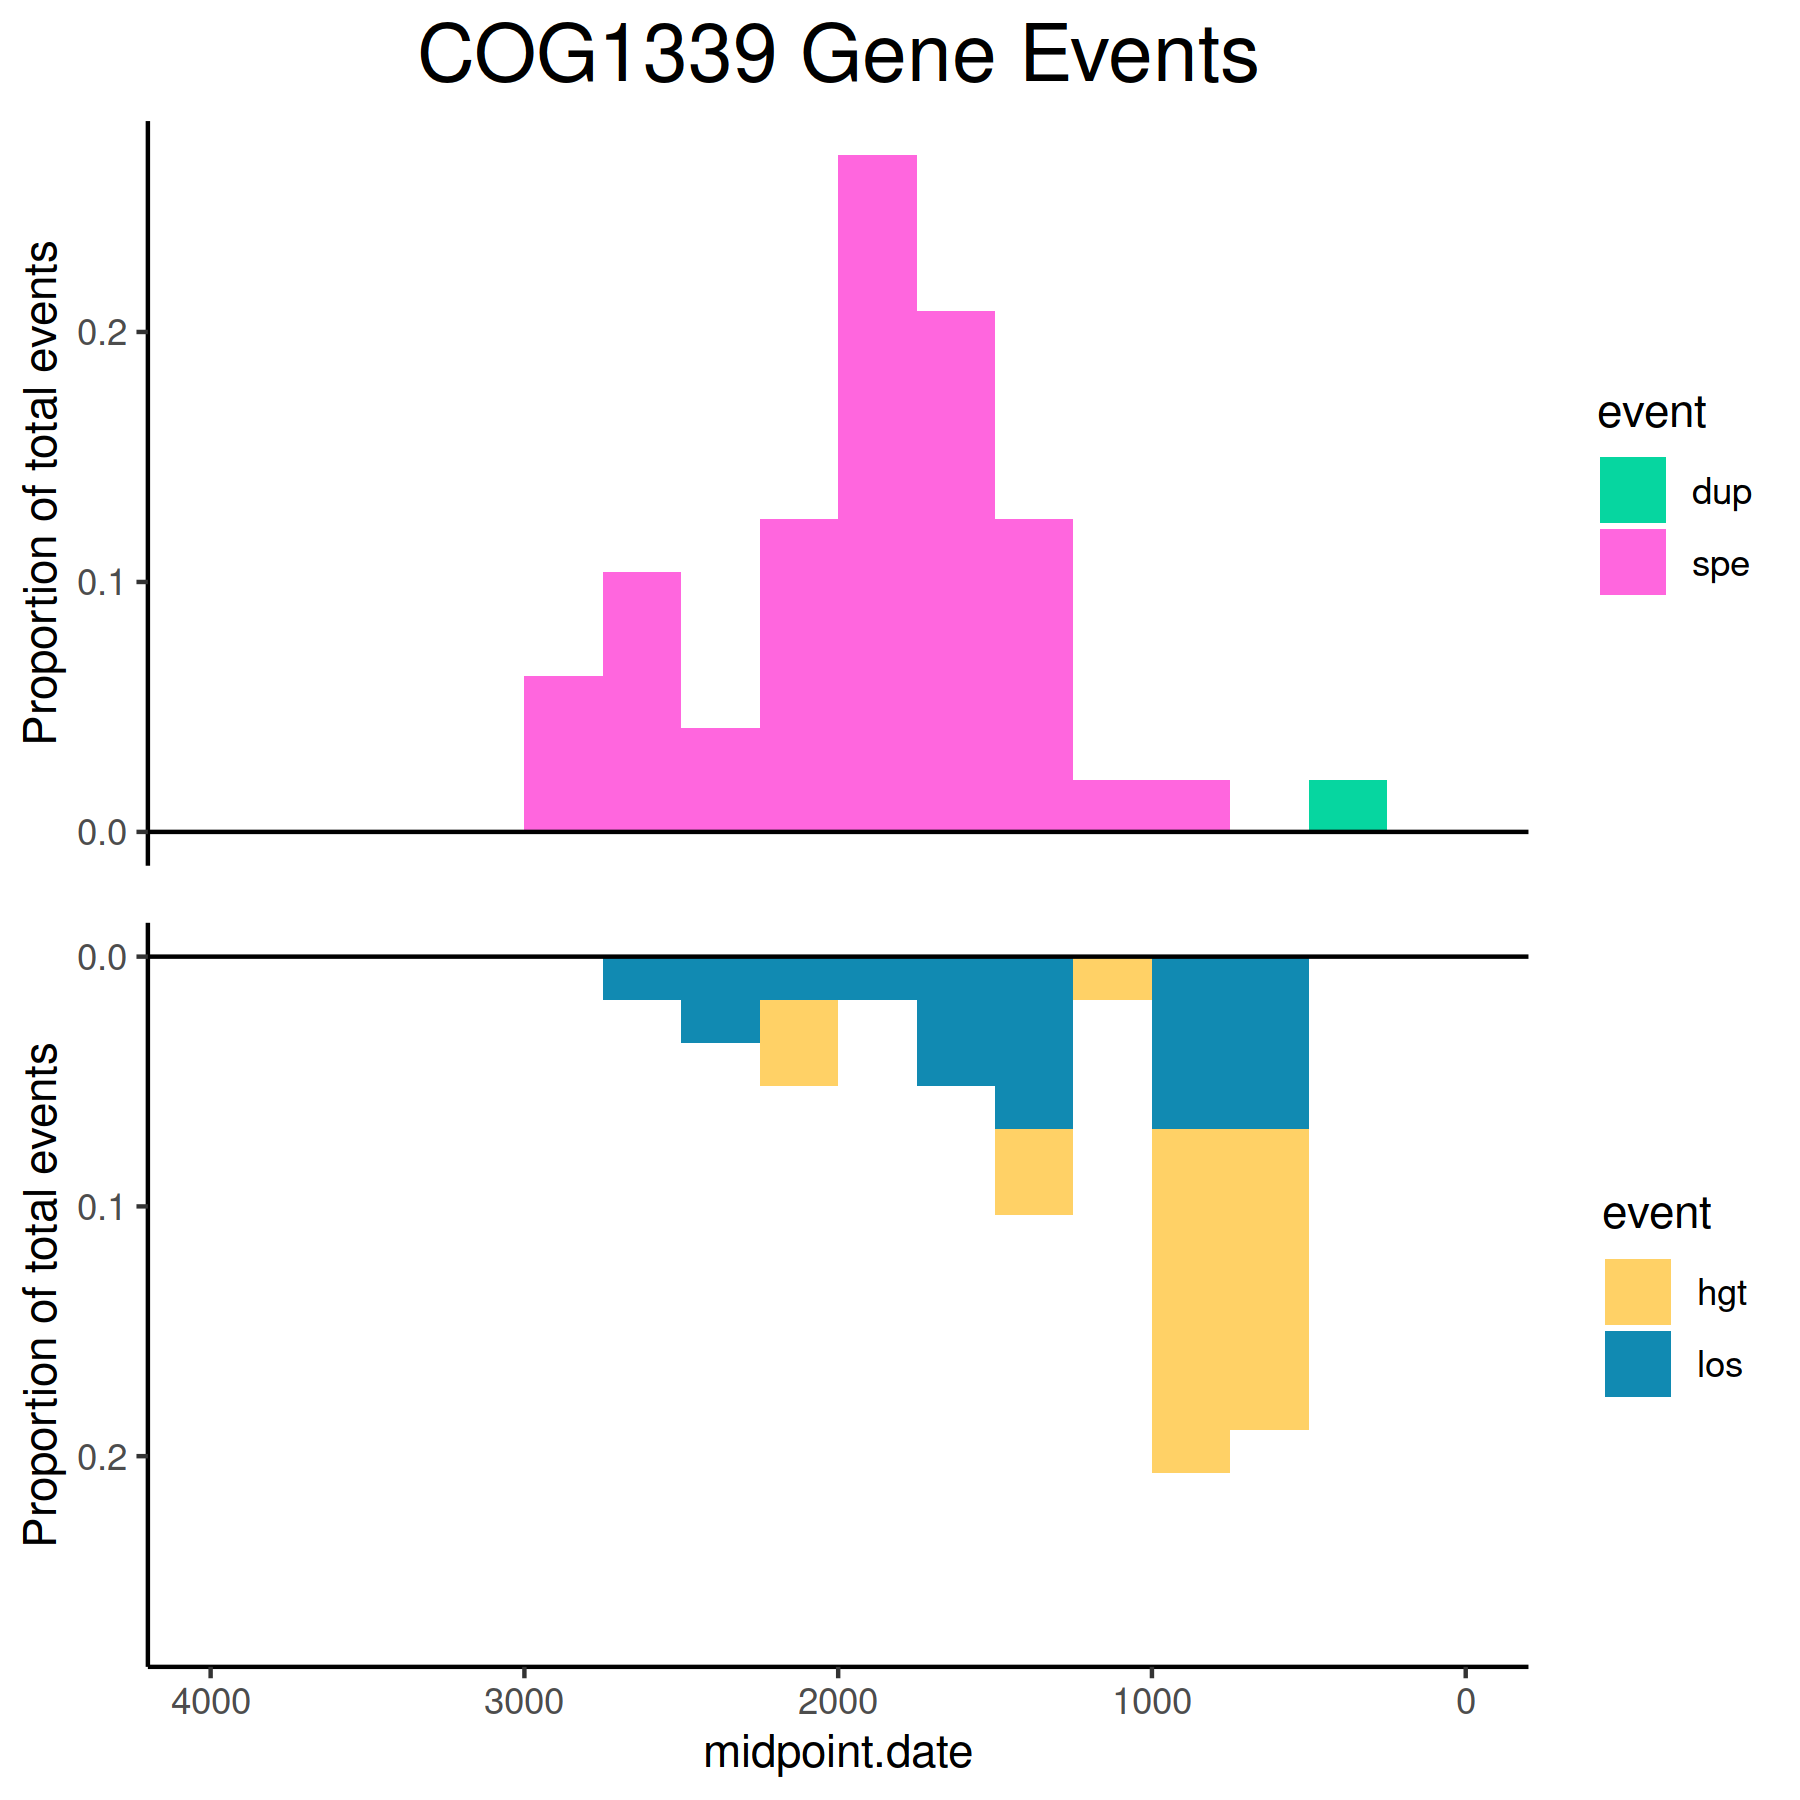 COG1339 Gene Events
Proportion of total events
0.2
0.1
0.0
event
dup
spe
Proportion of total events
0.0
0.1
0.2
event
hgt
los
4000 3000 2000 1000 0
midpoint.date